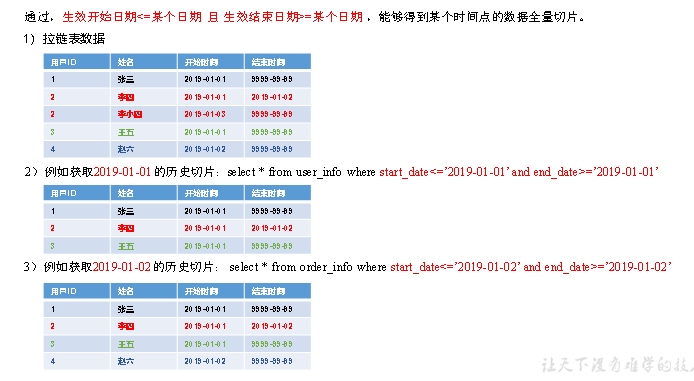 通过，生效开始日期<=某个日期 且 生效结束日期>=某个日期 ，能够得到某个时间点的数据全量切片。
1）拉链表数据
用户ID 姓名 开始时间 结束时间
1 张三 2019-01-01 9999-99-99
2 李四 2019-01-01 2019-01-02
2 李小四 2019-01-03 9999-99-99
3 王五 2019-01-01 9999-99-99
4 赵六 2019-01-02 9999-99-99
2）例如获取2019-01-01 的历史切片：select * from user_info where start_date<=’2019-01-01’ and end_date>=’2019-01-01’
用户ID 姓名 开始时间 结束时间
1 张三 2019-01-01 9999-99-99
2 李四 2019-01-01 2019-01-02
3 王五 2019-01-01 9999-99-99
3）例如获取2019-01-02 的历史切片： select * from order_info where start_date<=’2019-01-02’ and end_date>=’2019-01-02’
用户ID 姓名 开始时间 结束时间
1 张三 2019-01-01 9999-99-99
2 李四 2019-01-01 2019-01-02
3 王五 2019-01-01 9999-99-99
4 赵六 2019-01-02 9999-99-99
让天下没有难学的技